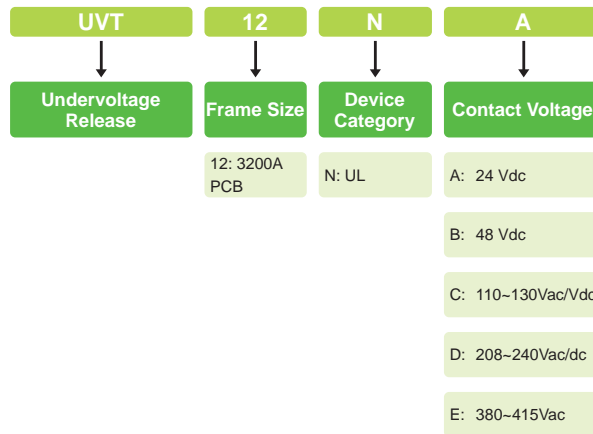 UVT 12 N A
Undervoltage
Release
Frame Size
Device
Category
Contact Voltage
12: 3200A
PCB
N: UL
A: 24 Vdc
B: 48 Vdc
C: 110~130Vac/Vdc
D: 208~240Vac/dc
E: 380~415Vac